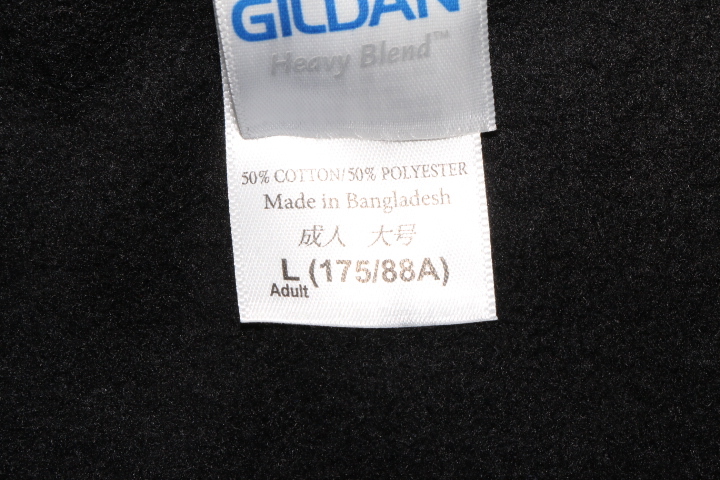 GILDAN
Heavy Blend™
50% COTTON/50% POLYESTER
Made in Bangladesh
成人 大号
L (175/88A)
Adult